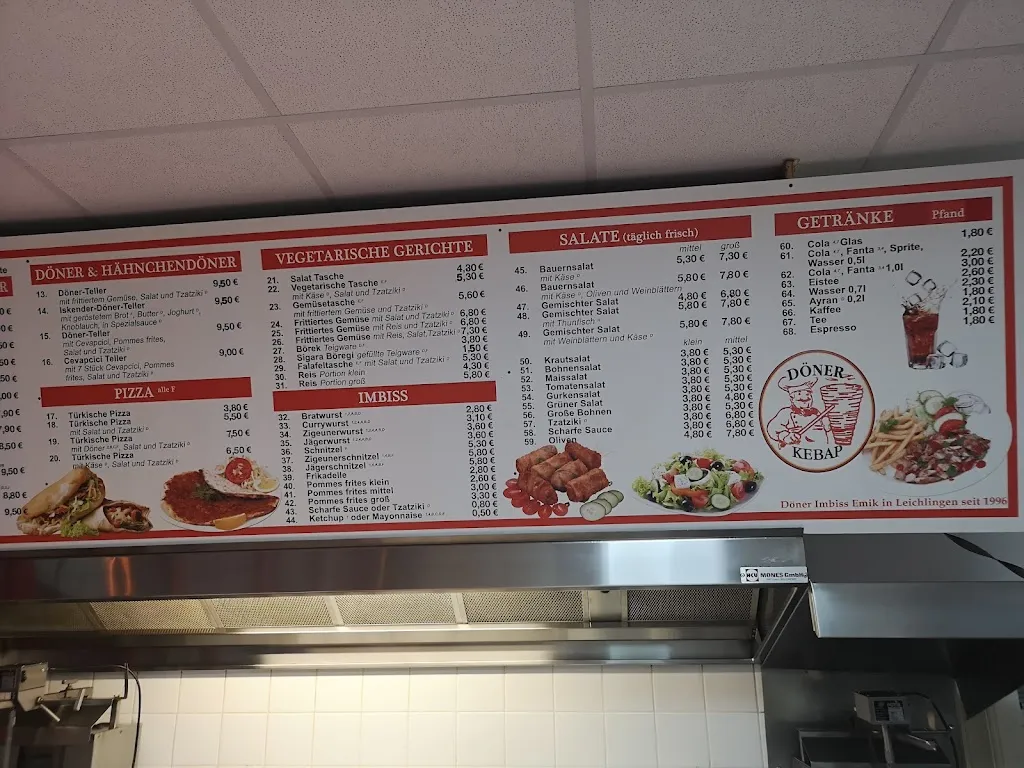 DÖNER & HÄHNCHENDÖNER
13. Döner-Teller 9,50 €
mit frittiertem Gemüse, Salat und Tzatziki
14. Iskender-Döner-Teller 9,50 €
mit geröstetem Brot, Butter, Joghurt,
Knoblauch, in Spezialsauce
15. Döner-Teller 9,50 €
mit Cevapcici, Pommes frites,
Salat und Tzatziki
16. Cevapcici Teller 9,00 €
mit 7 Stück Cevapcici, Pommes
frites, Salat und Tzatziki
PIZZA alle F
17. Türkische Pizza 3,80 €
18. Türkische Pizza 5,50 €
mit Salat und Tzatziki
19. Türkische Pizza 7,50 €
mit Döner, Salat und Tzatziki
20. Türkische Pizza 6,50 €
mit Käse, Salat und Tzatziki
VEGETARISCHE GERICHTE
21. Salat Tasche 4,30 €
22. Vegetarische Tasche 5,30 €
mit Käse, Salat und Tzatziki
23. Gemüsetasche 5,60 €
mit frittiertem Gemüse und Tzatziki
24. Frittiertes Gemüse mit Salat und Tzatziki 6,80 €
25. Frittiertes Gemüse mit Reis und Tzatziki 6,80 €
26. Frittiertes Gemüse mit Reis, Salat, Tzatziki 7,30 €
27. Börek Teigware 3,80 €
28. Sigara Böregi gefüllte Teigware 1,50 €
29. Falafeltasche mit Salat und Tzatziki 5,30 €
30. Reis Portion klein 4,30 €
31. Reis Portion groß 5,80 €
IMBISS
32. Bratwurst 2,80 €
33. Currywurst 3,10 €
34. Zigeunerwurst 3,60 €
35. Jägerwurst 3,60 €
36. Schnitzel 5,30 €
37. Zigeunerschnitzel 5,80 €
38. Jägerschnitzel 5,80 €
39. Frikadelle 2,80 €
40. Pommes frites klein 2,60 €
41. Pommes frites mittel 3,00 €
42. Pommes frites groß 3,30 €
43. Scharfe Sauce oder Tzatziki 0,80 €
44. Ketchup oder Mayonnaise 0,50 €
SALATE (täglich frisch)
mittel groß
45. Bauernsalat 5,30 € 7,30 €
mit Käse
46. Bauernsalat 5,80 € 7,80 €
mit Käse, Oliven und Weinblättern
47. Gemischter Salat 4,80 € 6,80 €
48. Gemischter Salat 5,80 € 7,80 €
mit Thunfisch
49. Gemischter Salat 5,80 € 7,80 €
mit Weinblättern und Käse
klein mittel
50. Krautsalat 3,80 € 5,30 €
51. Bohnensalat 3,80 € 5,30 €
52. Maissalat 3,80 € 5,30 €
53. Tomatensalat 3,80 € 5,30 €
54. Gurkensalat 3,80 € 4,80 €
55. Grüner Salat 3,80 € 5,30 €
56. Große Bohnen 3,80 € 6,80 €
57. Tzatziki 3,80 € 6,80 €
58. Scharfe Sauce 4,80 € 7,80 €
59. Oliven
GETRÄNKE Pfand
60. Cola Glas 1,80 €
61. Cola, Fanta, Sprite,
Wasser 0,5l 2,20 €
62. Cola, Fanta 1,0l 3,00 €
63. Eistee 2,60 €
64. Wasser 0,7l 2,30 €
65. Ayran 0,2l 1,80 €
66. Kaffee 2,10 €
67. Tee 1,80 €
68. Espresso 1,80 €
DÖNER
KEBAP
Döner Imbiss Emik in Leichlingen seit 1996
MONES GmbH